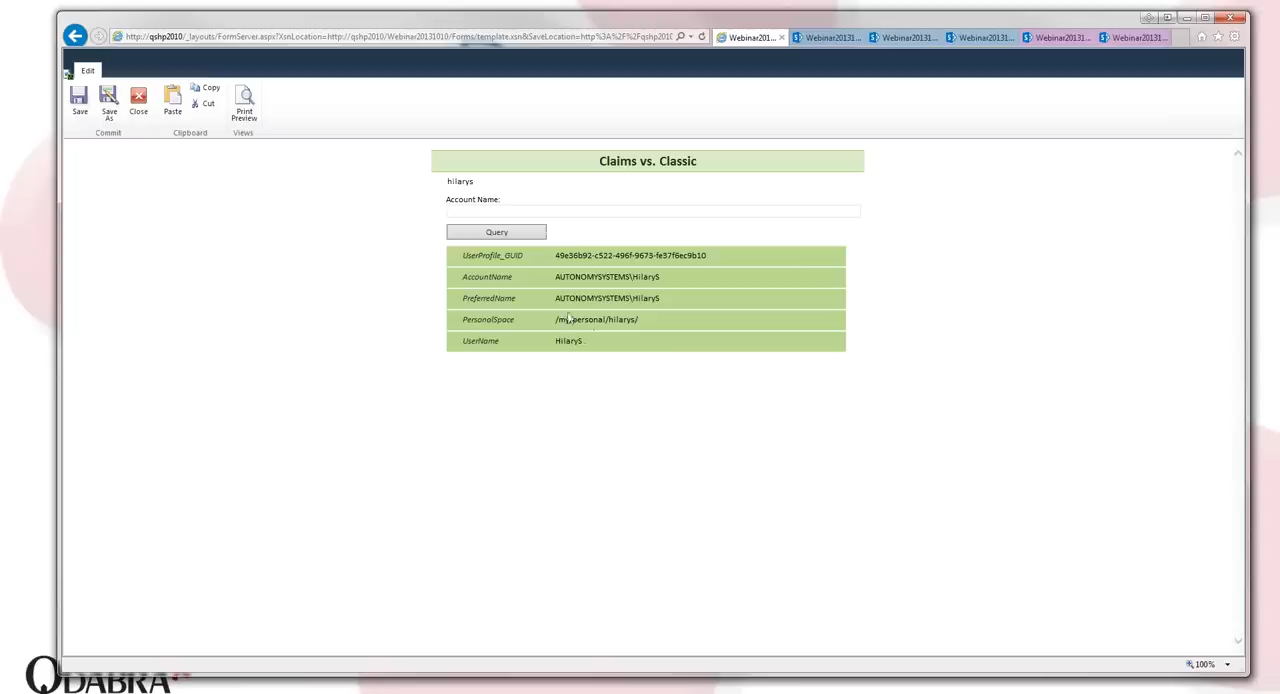 http://qshp2010/_layouts/FormServer.aspx?XsnLocation=http://qshp2010/Webinar20131010/Forms/template.xsn&SaveLocation=http%3A%2F%2Fqshp2010
Webinar201... Webinar20131... Webinar20131... Webinar20131... Webinar20131... Webinar20131...
Edit
Save
Save As
Close
Paste
Copy
Cut
Print Preview
Commit Clipboard Views
Claims vs. Classic
hilarys
Account Name:
Query
UserProfile_GUID 49e36b92-c522-496f-9673-fe37f6ec9b10
AccountName AUTONOMYSYSTEMS\HilaryS
PreferredName AUTONOMYSYSTEMS\HilaryS
PersonalSpace /my/personal/hilarys/
UserName HilaryS .
100%
QDABRA